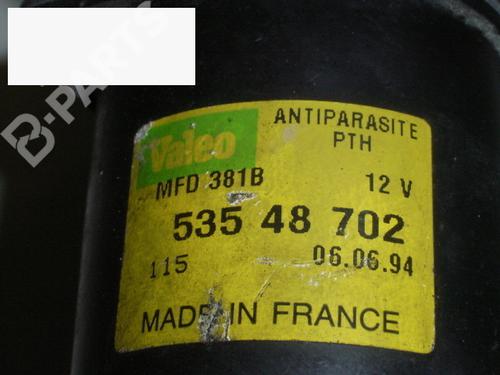 B-PARTS
Valeo
ANTIPARASITE
PTH
MFD 381B
12 V
535 48 702
115
06.06.94
MADE IN FRANCE